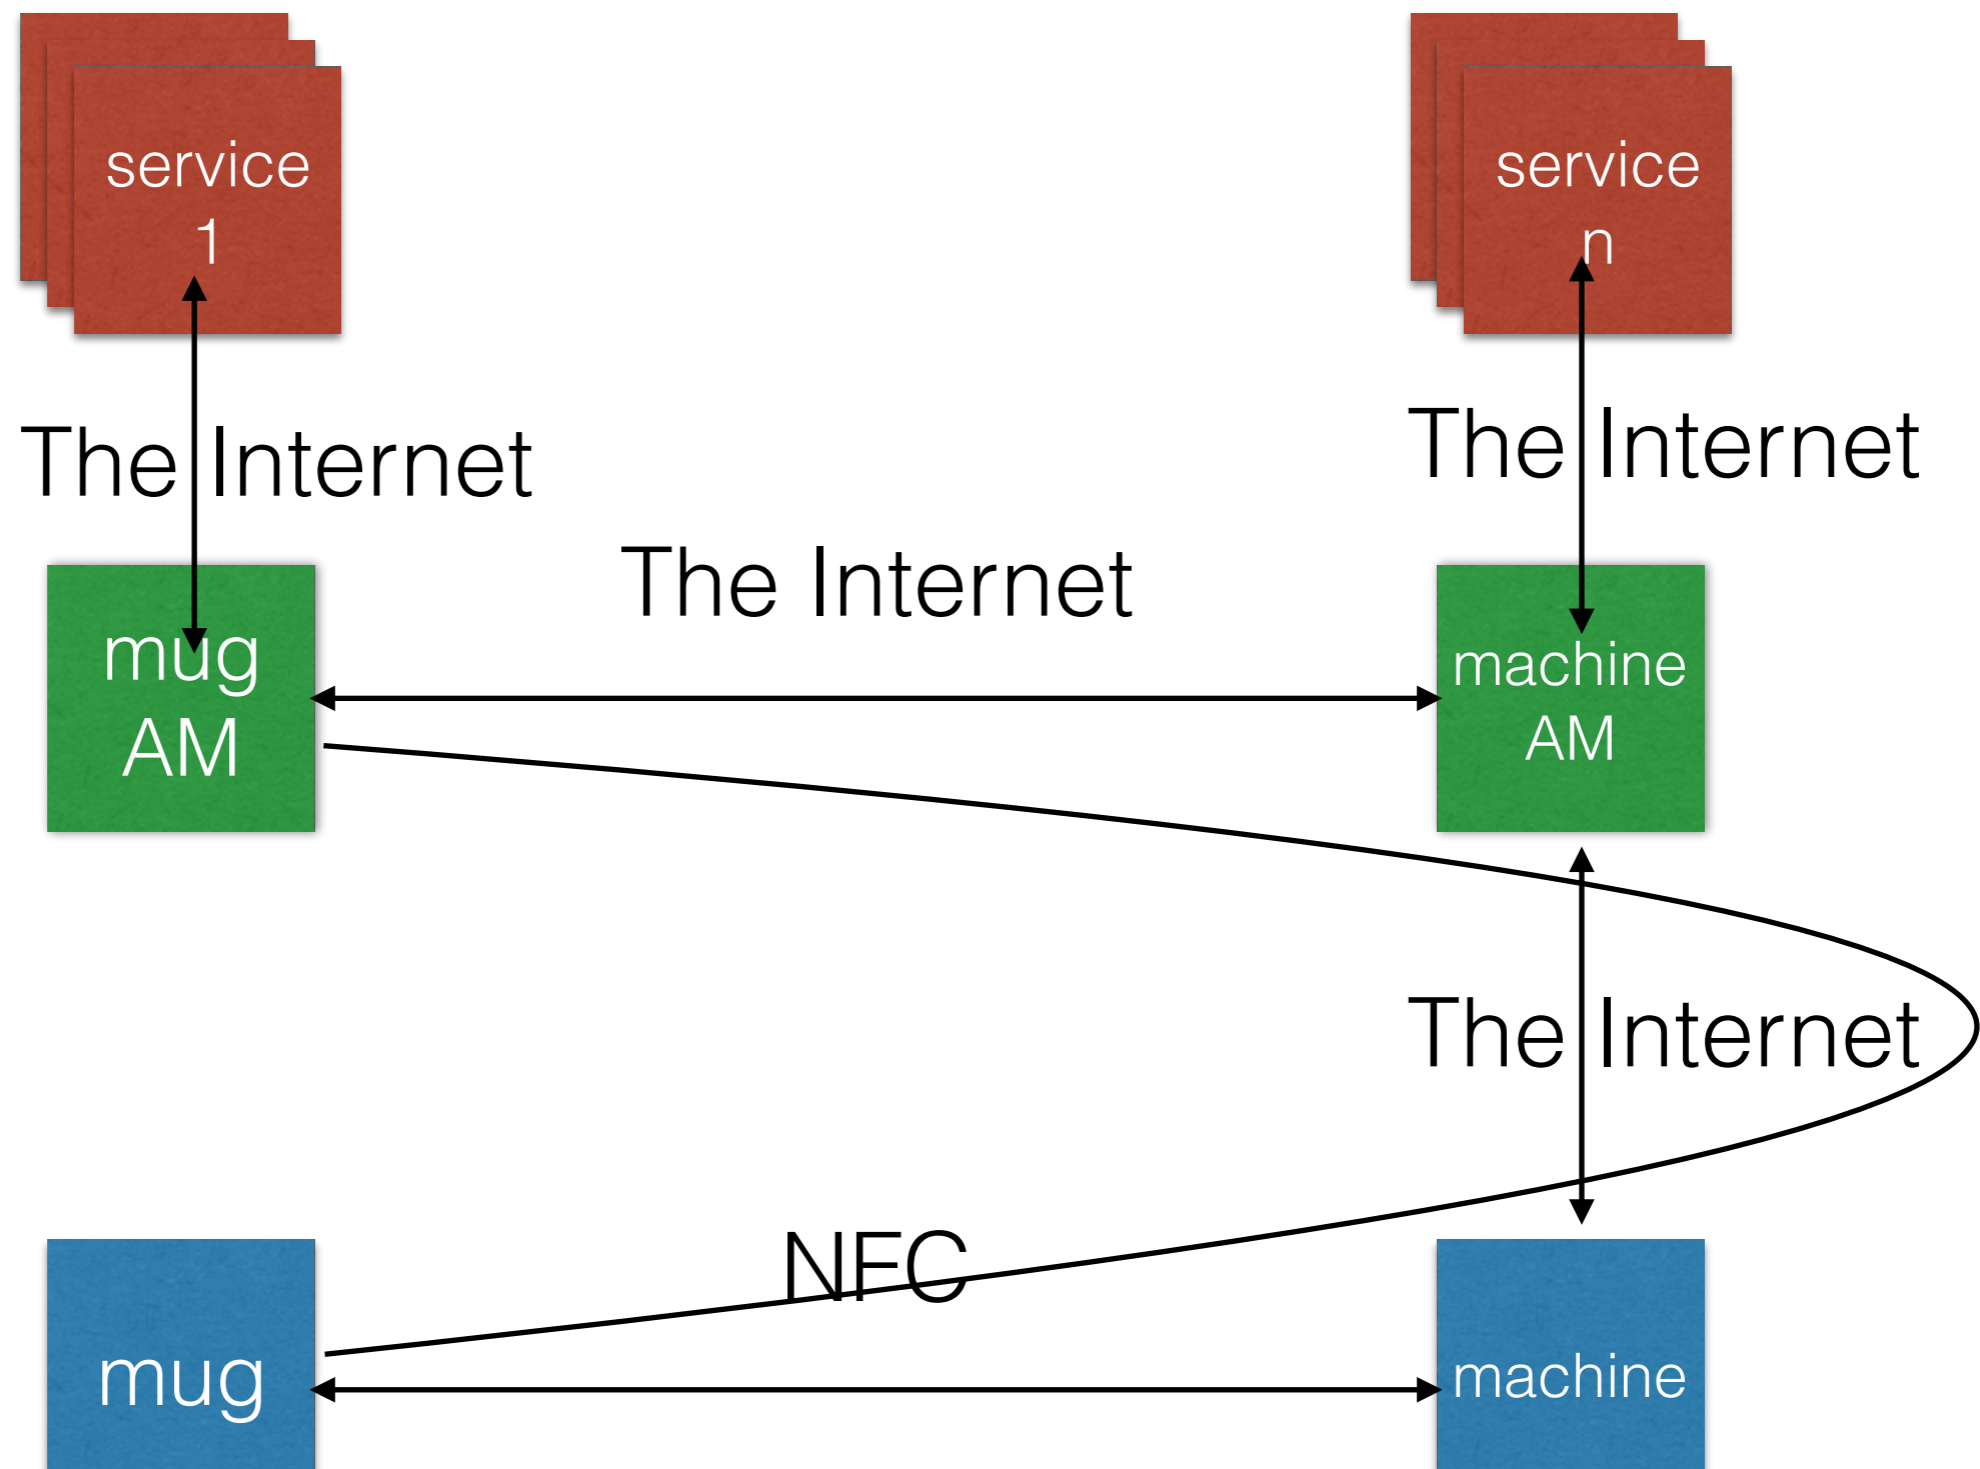 service
1
service
n
The Internet
The Internet
The Internet
mug
AM
machine
AM
The Internet
NFC
mug
machine